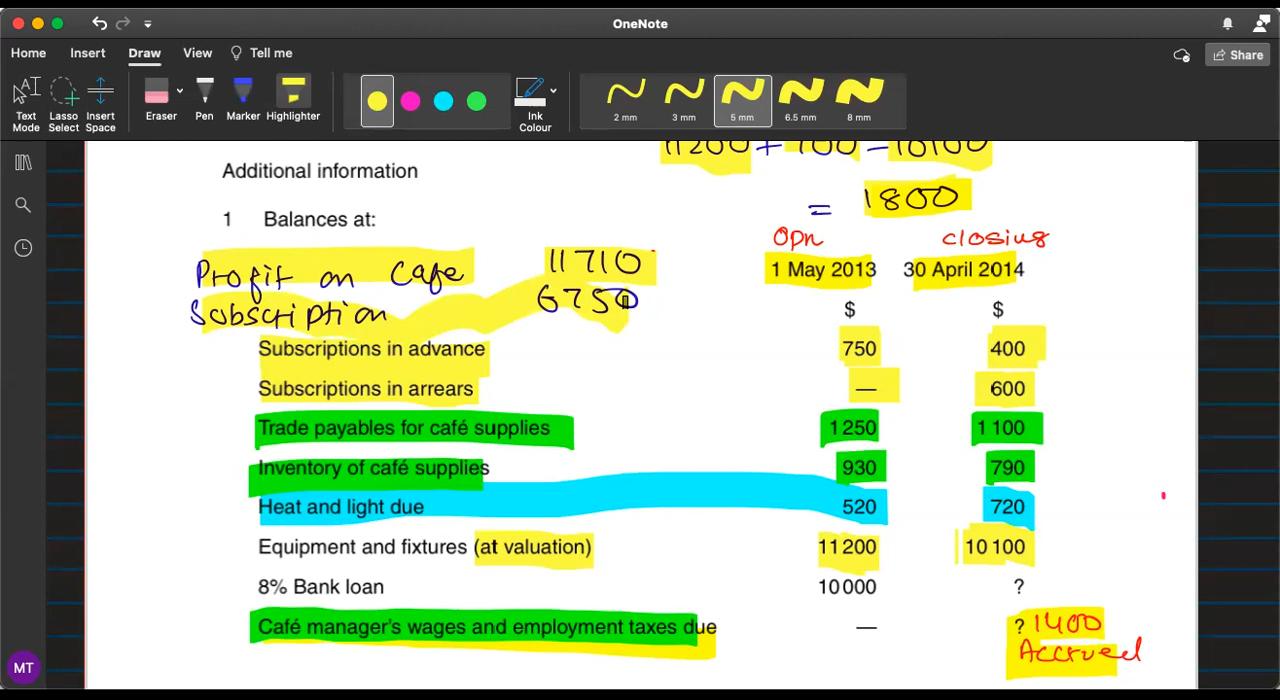 OneNote
Home Insert Draw View Tell me
Share
Text Mode
Lasso Select
Insert Space
Eraser
Pen
Marker
Highlighter
Ink Colour
2 mm 3 mm 5 mm 6.5 mm 8 mm
11200 + 700 - 10100
= 1800
Additional information
1 Balances at:
Opn closing
Profit on Cafe 11710 1 May 2013 30 April 2014
Subscription 6750 $ $
Subscriptions in advance 750 400
Subscriptions in arrears — 600
Trade payables for café supplies 1 250 1 100
Inventory of café supplies 930 790
Heat and light due 520 720
Equipment and fixtures (at valuation) 11 200 10 100
8% Bank loan 10 000 ?
Café manager's wages and employment taxes due — ? 1400
Accrued
MT